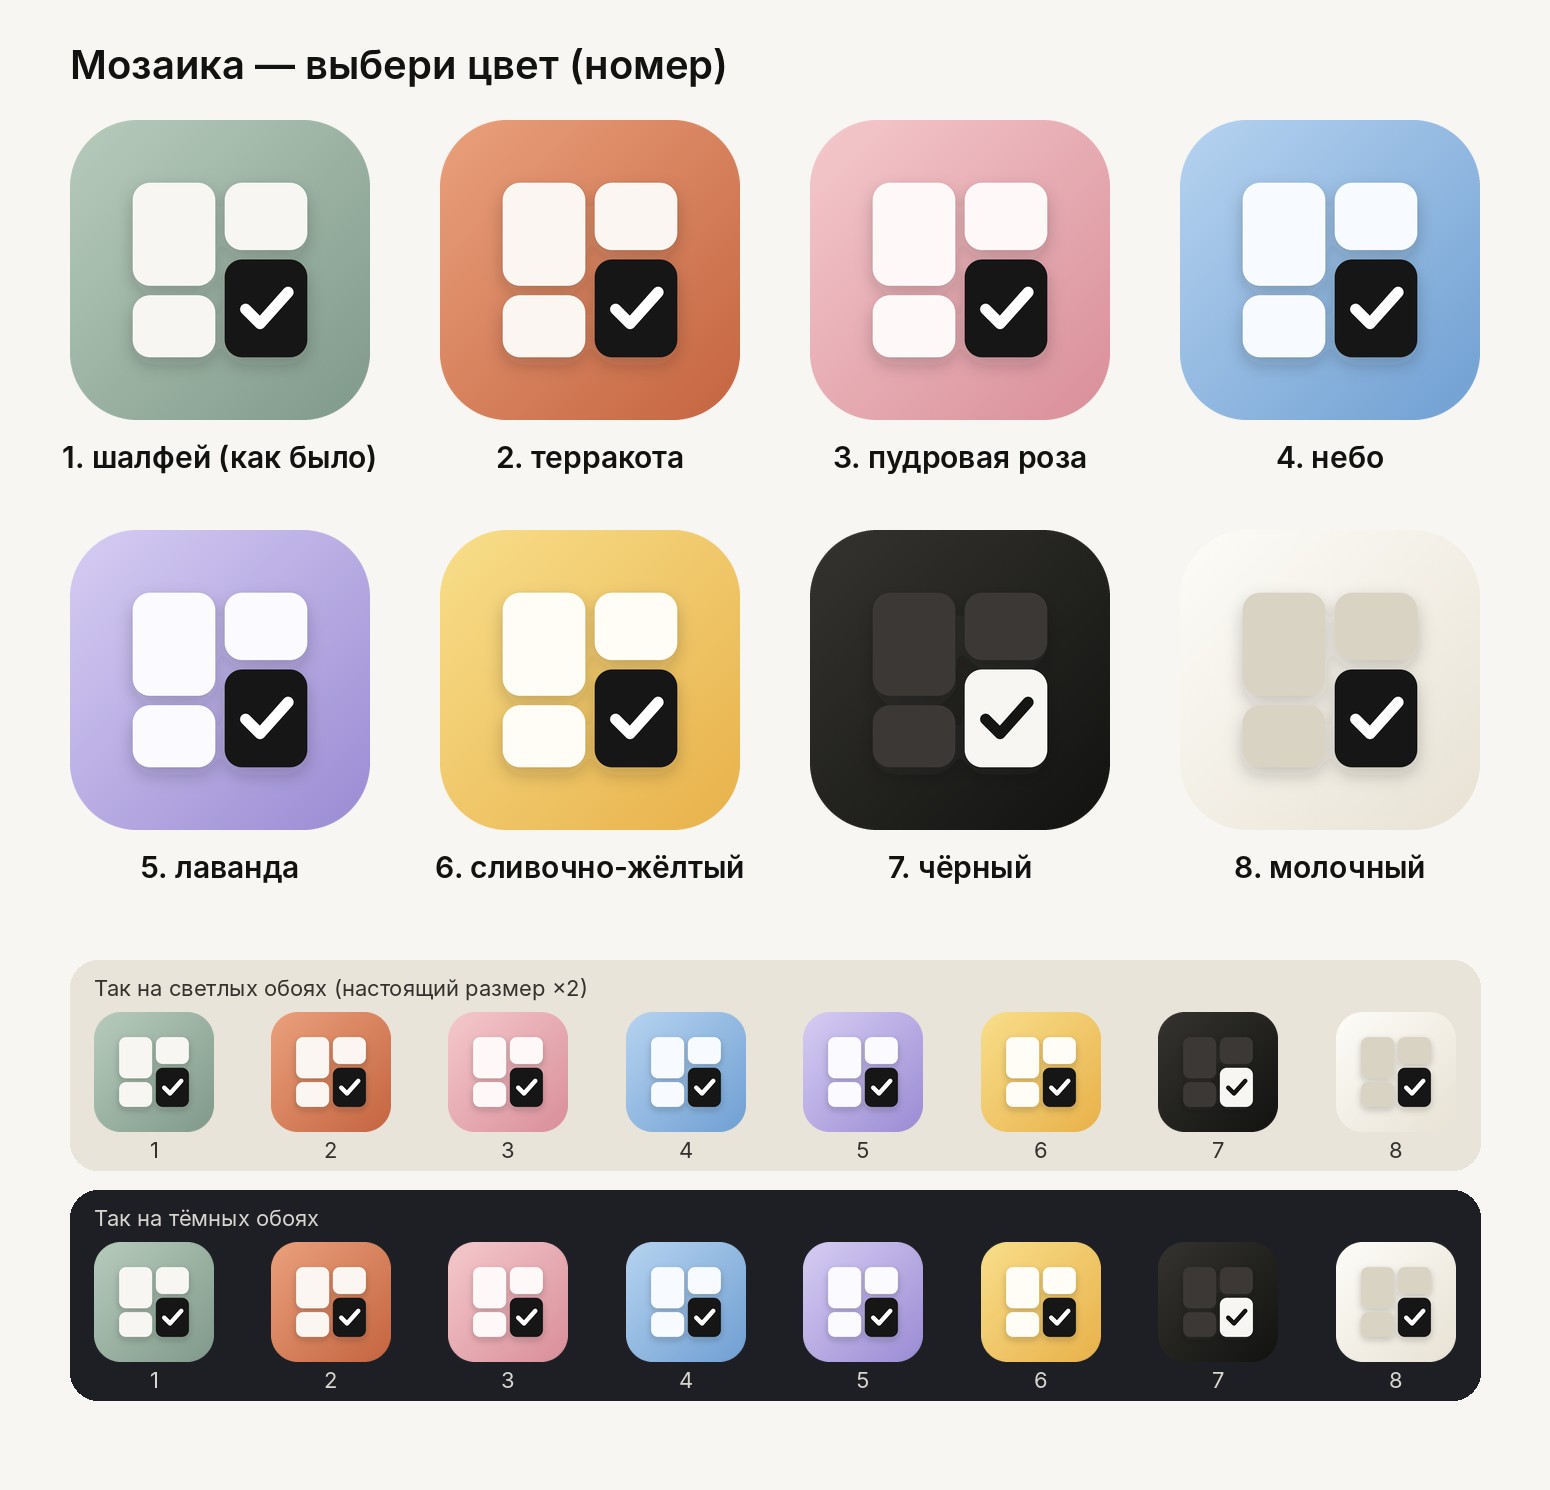 Мозаика — выбери цвет (номер)
1. шалфей (как было)
2. терракота
3. пудровая роза
4. небо
5. лаванда
6. сливочно-жёлтый
7. чёрный
8. молочный
Так на светлых обоях (настоящий размер ×2)
1 2 3 4 5 6 7 8
Так на тёмных обоях
1 2 3 4 5 6 7 8